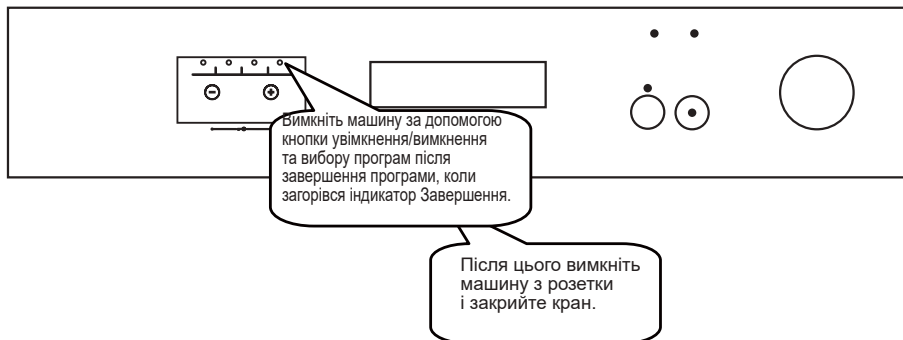 Вимкніть машину за допомогою
кнопки увімкнення/вимкнення
та вибору програм після
завершення програми, коли
загорівся індикатор Завершення.
Після цього вимкніть
машину з розетки
і закрийте кран.